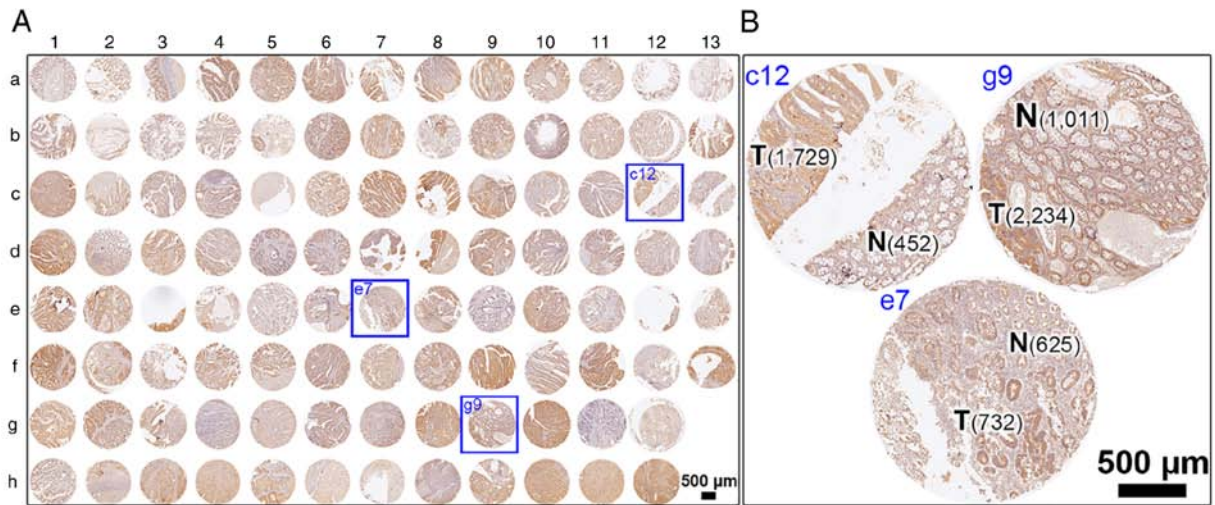 A
1 2 3 4 5 6 7 8 9 10 11 12 13
a
b
c
c12
d
e
e7
f
g
g9
h
500 µm
B
c12
g9
N(1,011)
T(1,729)
T(2,234)
N(452)
e7
N(625)
T(732)
500 µm